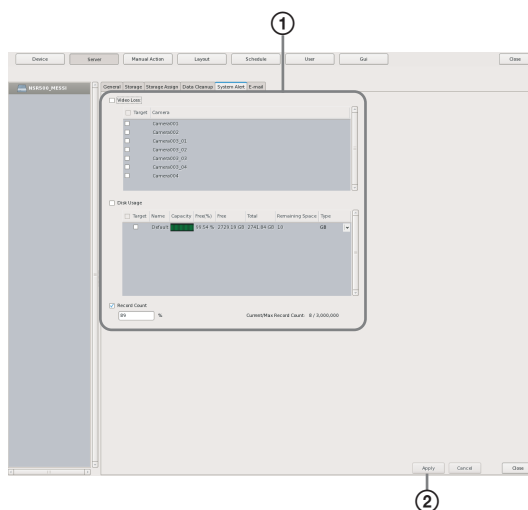 1
Device Server Manual Action Layout Schedule User Gui Close
NSR500_MESSI
General Storage Storage Assign Data Cleanup System Alert E-mail
Video Loss
Target Camera
Camera001
Camera002
Camera003_01
Camera003_02
Camera003_03
Camera003_04
Camera004
Disk Usage
Target Name Capacity Free(%) Free Total Remaining Space Type
Default 99.54 % 2729.19 GB 2741.84 GB 10 GB
Record Count
89 % Current/Max Record Count: 8 / 3,000,000
Apply Cancel Close
2